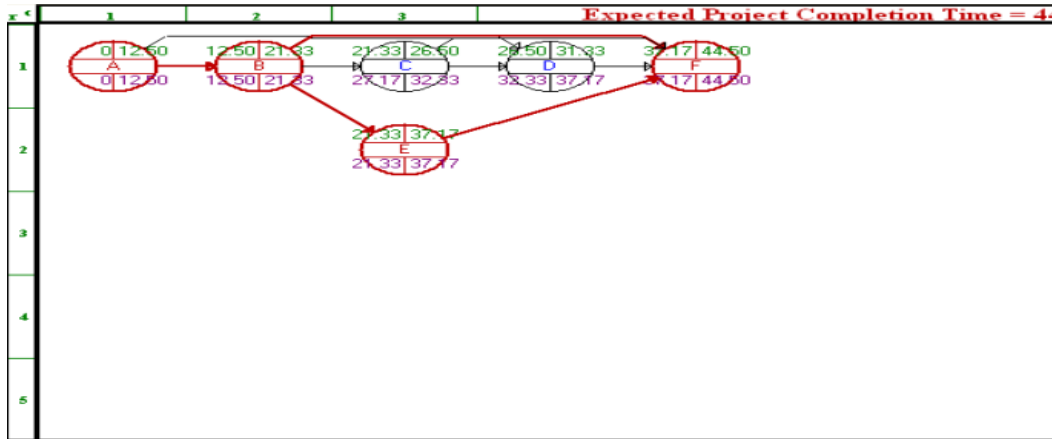 r c 1 2 3 Expected Project Completion Time = 44
0 12.50 12.50 21.33 21.33 26.50 26.50 31.33 37.17 44.50
1 A B C D F
0 12.50 12.50 21.33 27.17 32.33 32.33 37.17 37.17 44.50
21.33 37.17
2 E
21.33 37.17
3
4
5